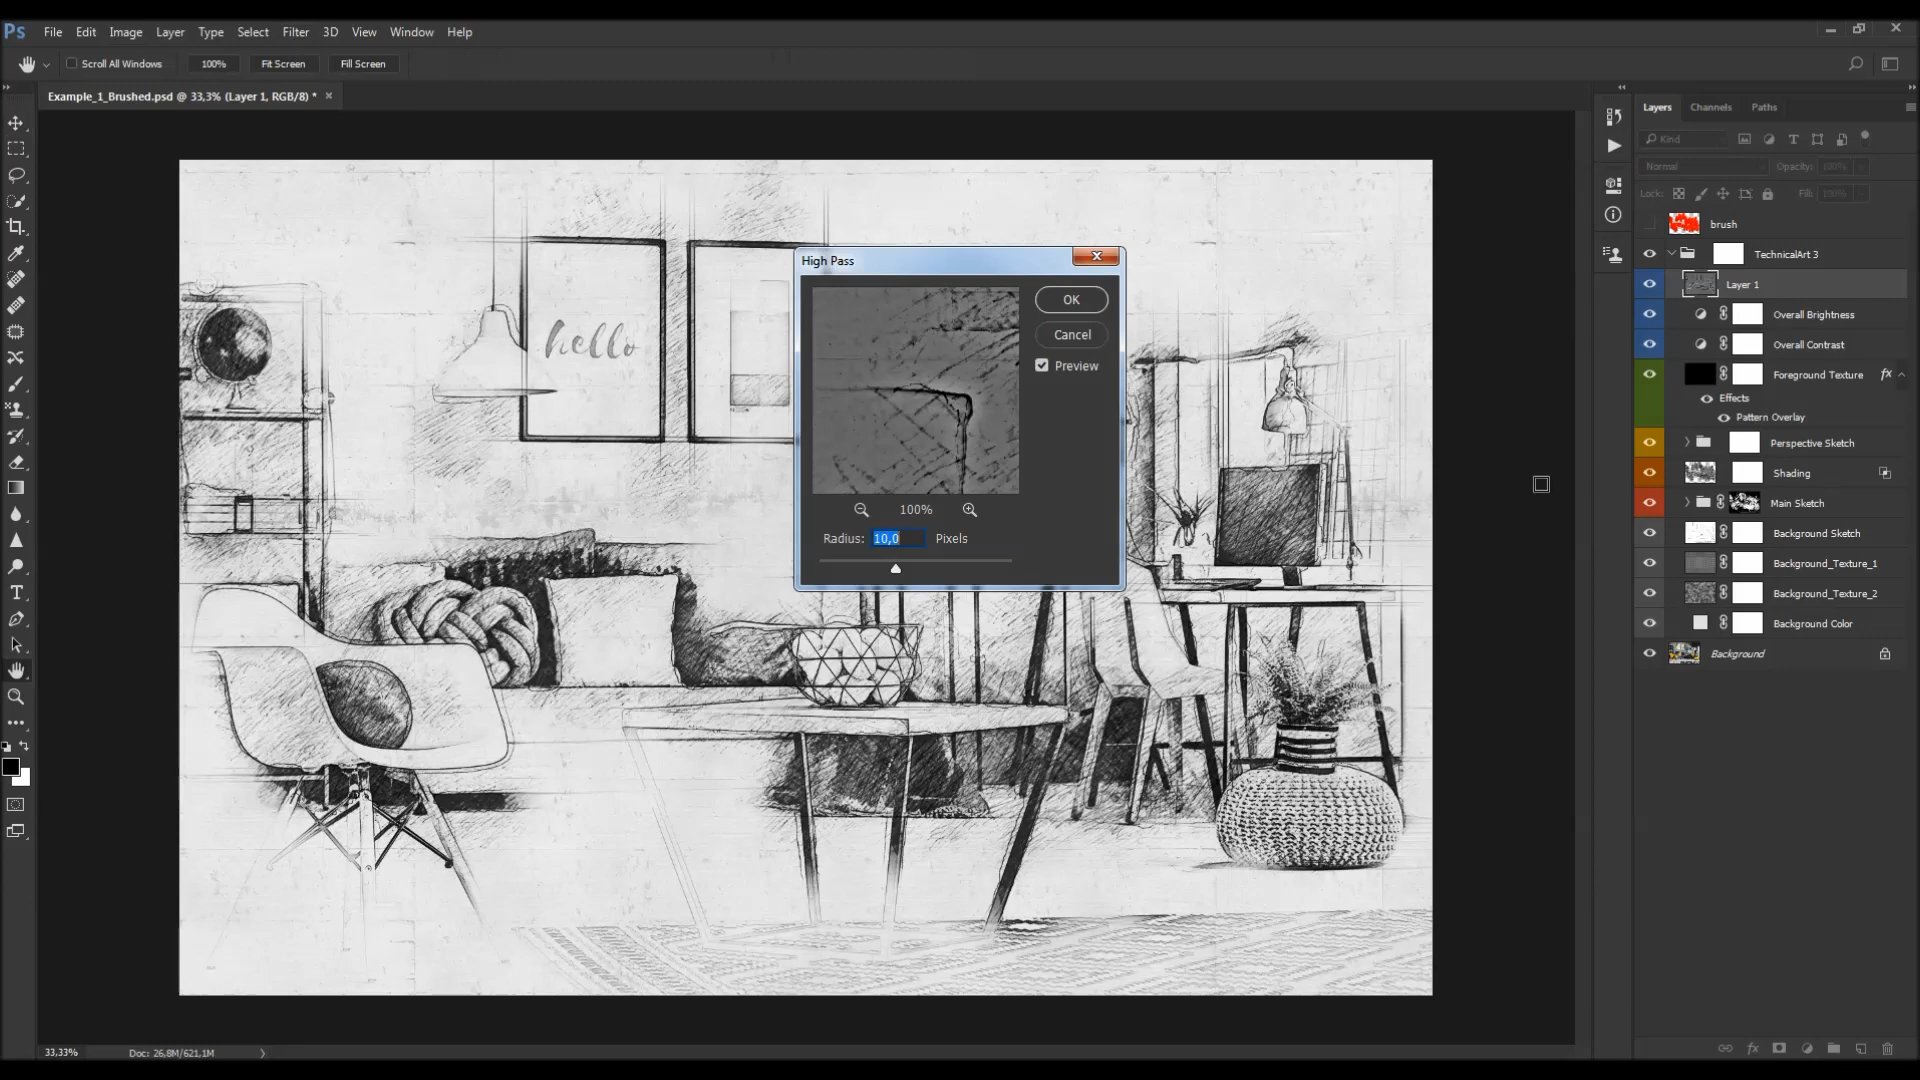 Ps File Edit Image Layer Type Select Filter 3D View Window Help
Scroll All Windows 100% Fit Screen Fill Screen
Example_1_Brushed.psd @ 33,3% (Layer 1, RGB/8) *
Layers Channels Paths
Kind
Normal Opacity: 100%
Lock: Fill: 100%
brush
TechnicalArt 3
Layer 1
Overall Brightness
Overall Contrast
Foreground Texture fx
Effects
Pattern Overlay
Perspective Sketch
Shading
Main Sketch
Background Sketch
Background_Texture_1
Background_Texture_2
Background Color
Background
hello
High Pass
OK
Cancel
Preview
100%
Radius: 10,0 Pixels
33,33% Doc: 26,8M/621,1M
fx